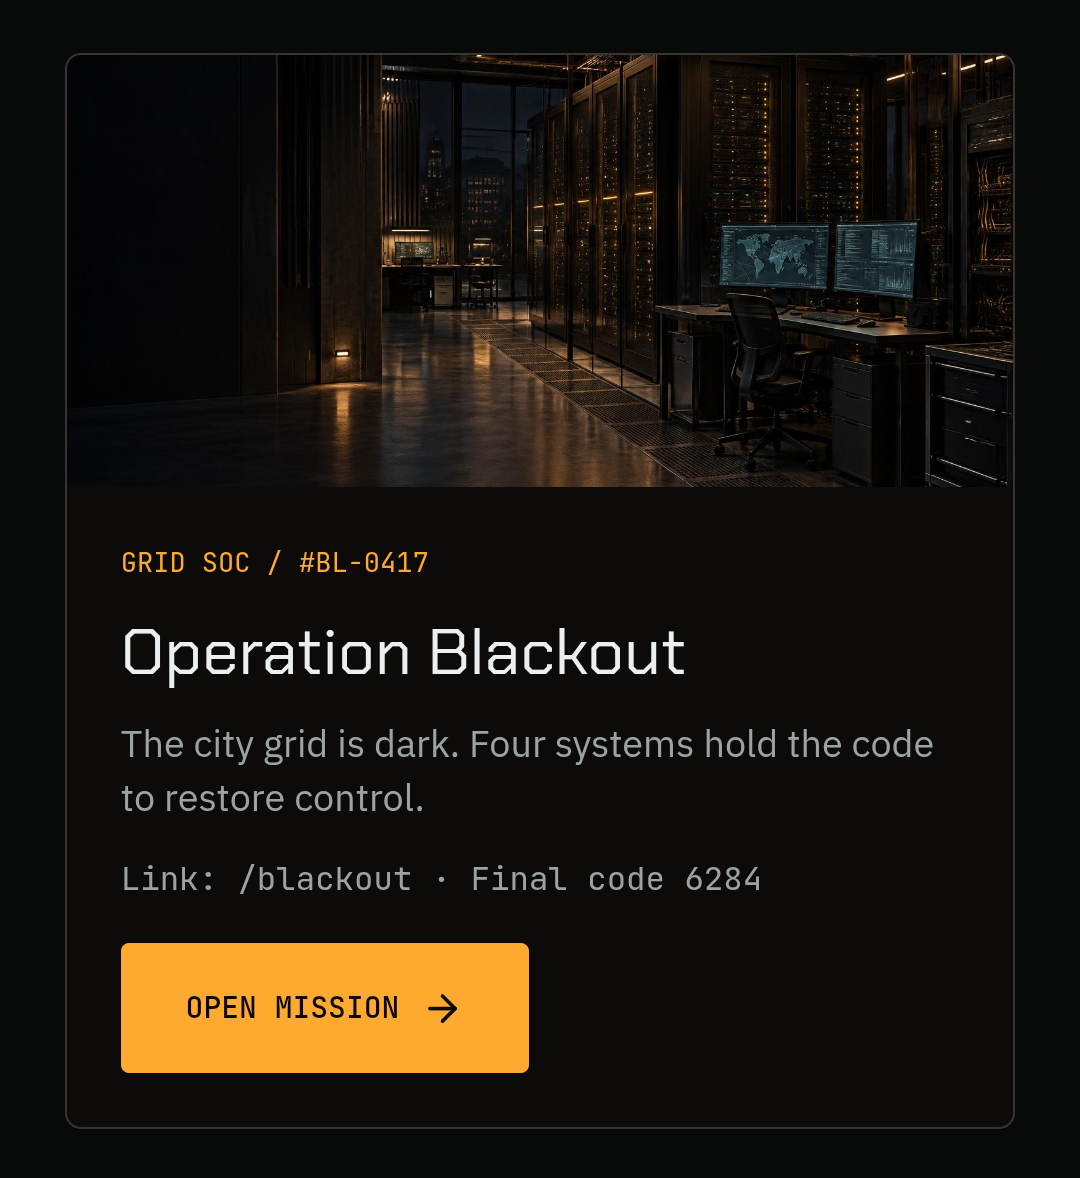 GRID SOC / #BL-0417
Operation Blackout
The city grid is dark. Four systems hold the code
to restore control.
Link: /blackout · Final code 6284
OPEN MISSION →